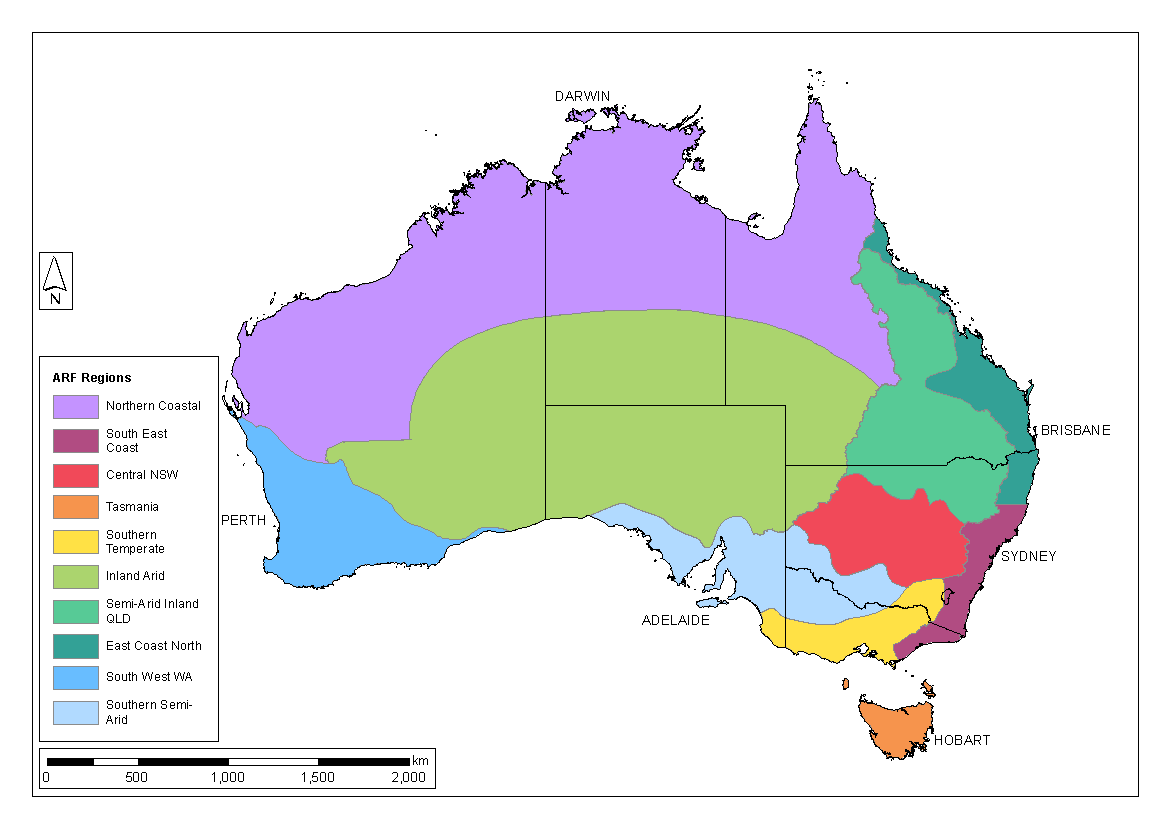 DARWIN
N
ARF Regions
Northern Coastal
South East
Coast
Central NSW
Tasmania
Southern
Temperate
Inland Arid
Semi-Arid Inland
QLD
East Coast North
South West WA
Southern Semi-
Arid
BRISBANE
PERTH
SYDNEY
ADELAIDE
HOBART
km
0 500 1,000 1,500 2,000